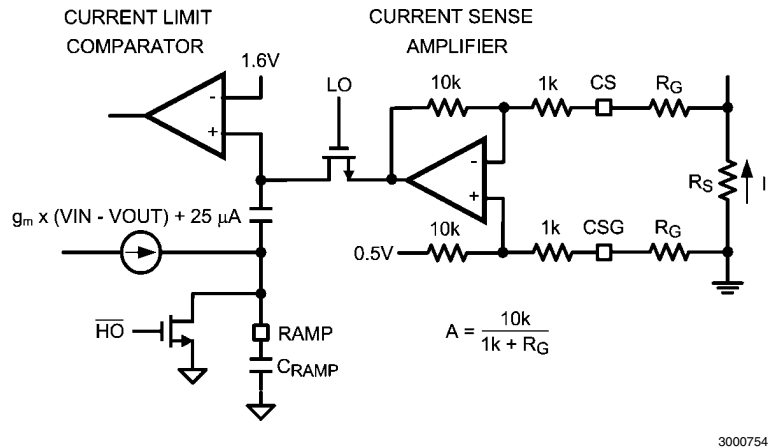 CURRENT LIMIT
COMPARATOR
CURRENT SENSE
AMPLIFIER
1.6V
LO
10k
1k
CS
RG
-
+
-
+
RS
I
gm x (VIN - VOUT) + 25 µA
0.5V
10k
1k
CSG
RG
HO
RAMP
CRAMP
A = 10k
1k + RG
3000754